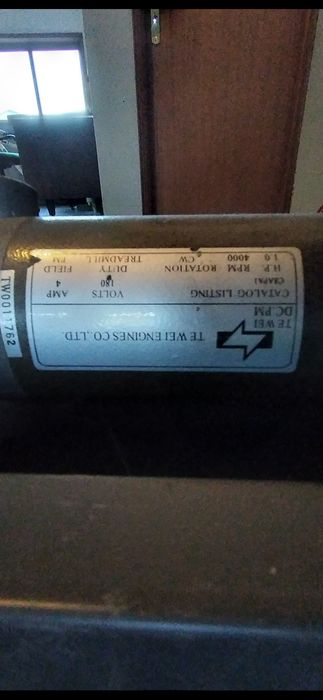 TE WEI ENGINES CO.,LTD
TE WEI
DC.PM
CATALOG LISTING VOLTS AMP
180 4
H.P. RPM ROTATION DUTY FIELD
1.0 4000 CW TREADMILL PM
TW0011762